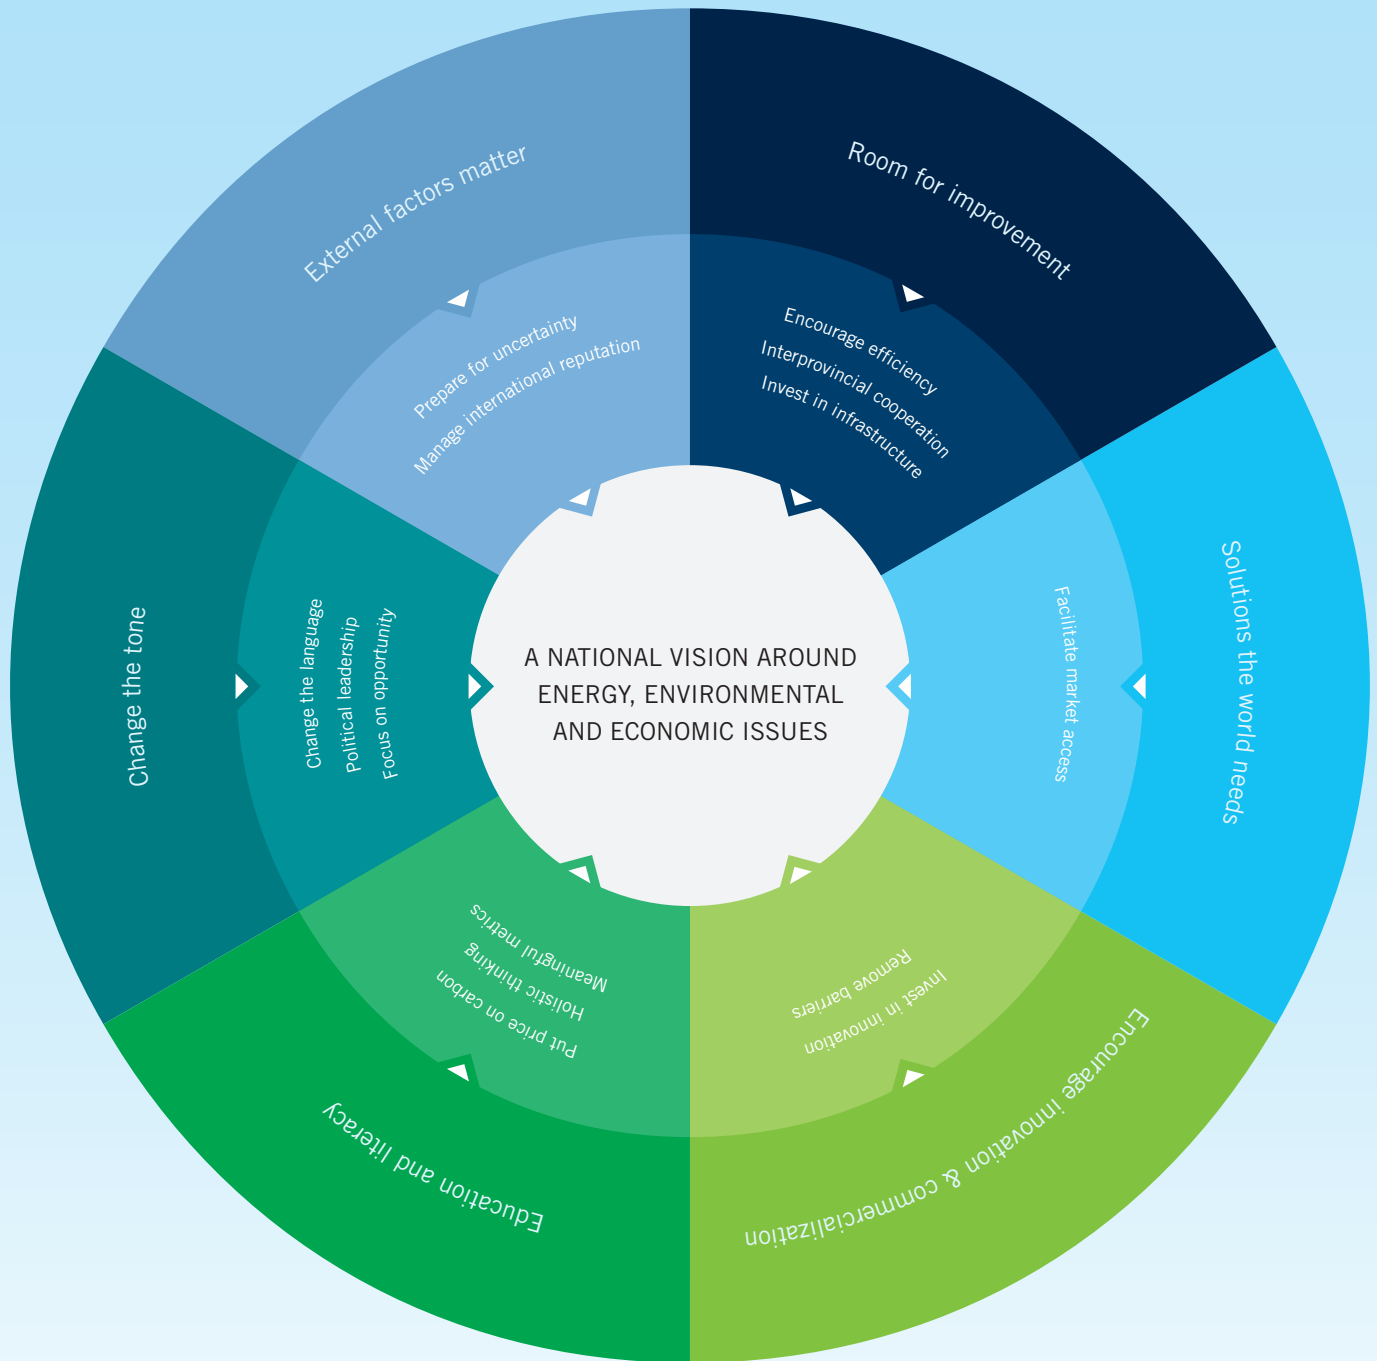 Room for improvement
Encourage efficiency
Interprovincial cooperation
Invest in infrastructure
Solutions the world needs
Facilitate market access
Encourage innovation & commercialization
Invest in innovation
Remove barriers
Education and literacy
Put price on carbon
Holistic thinking
Meaningful metrics
Change the tone
Change the language
Political leadership
Focus on opportunity
External factors matter
Prepare for uncertainty
Manage international reputation
A NATIONAL VISION AROUND
ENERGY, ENVIRONMENTAL
AND ECONOMIC ISSUES